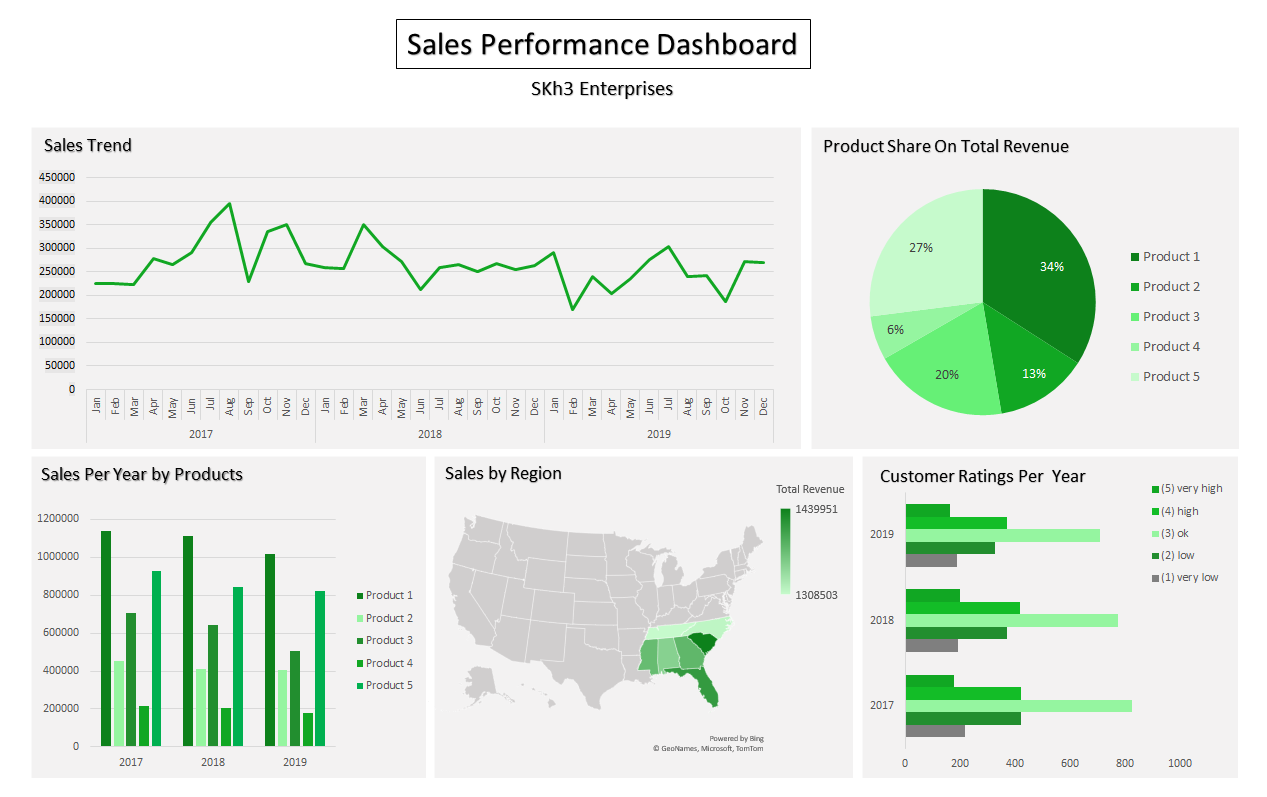 Sales Performance Dashboard
SKh3 Enterprises
Sales Trend
450000
400000
350000
300000
250000
200000
150000
100000
50000
0
Jan Feb Mar Apr May Jun Jul Aug Sep Oct Nov Dec Jan Feb Mar Apr May Jun Jul Aug Sep Oct Nov Dec Jan Feb Mar Apr May Jun Jul Aug Sep Oct Nov Dec
2017 2018 2019
Product Share On Total Revenue
27%
34%
6%
20%
13%
Product 1
Product 2
Product 3
Product 4
Product 5
Sales Per Year by Products
1200000
1000000
800000
600000
400000
200000
0
2017 2018 2019
Product 1
Product 2
Product 3
Product 4
Product 5
Sales by Region
Total Revenue
1439951
1308503
Powered by Bing
© GeoNames, Microsoft, TomTom
Customer Ratings Per Year
(5) very high
(4) high
(3) ok
(2) low
(1) very low
2019
2018
2017
0 200 400 600 800 1000